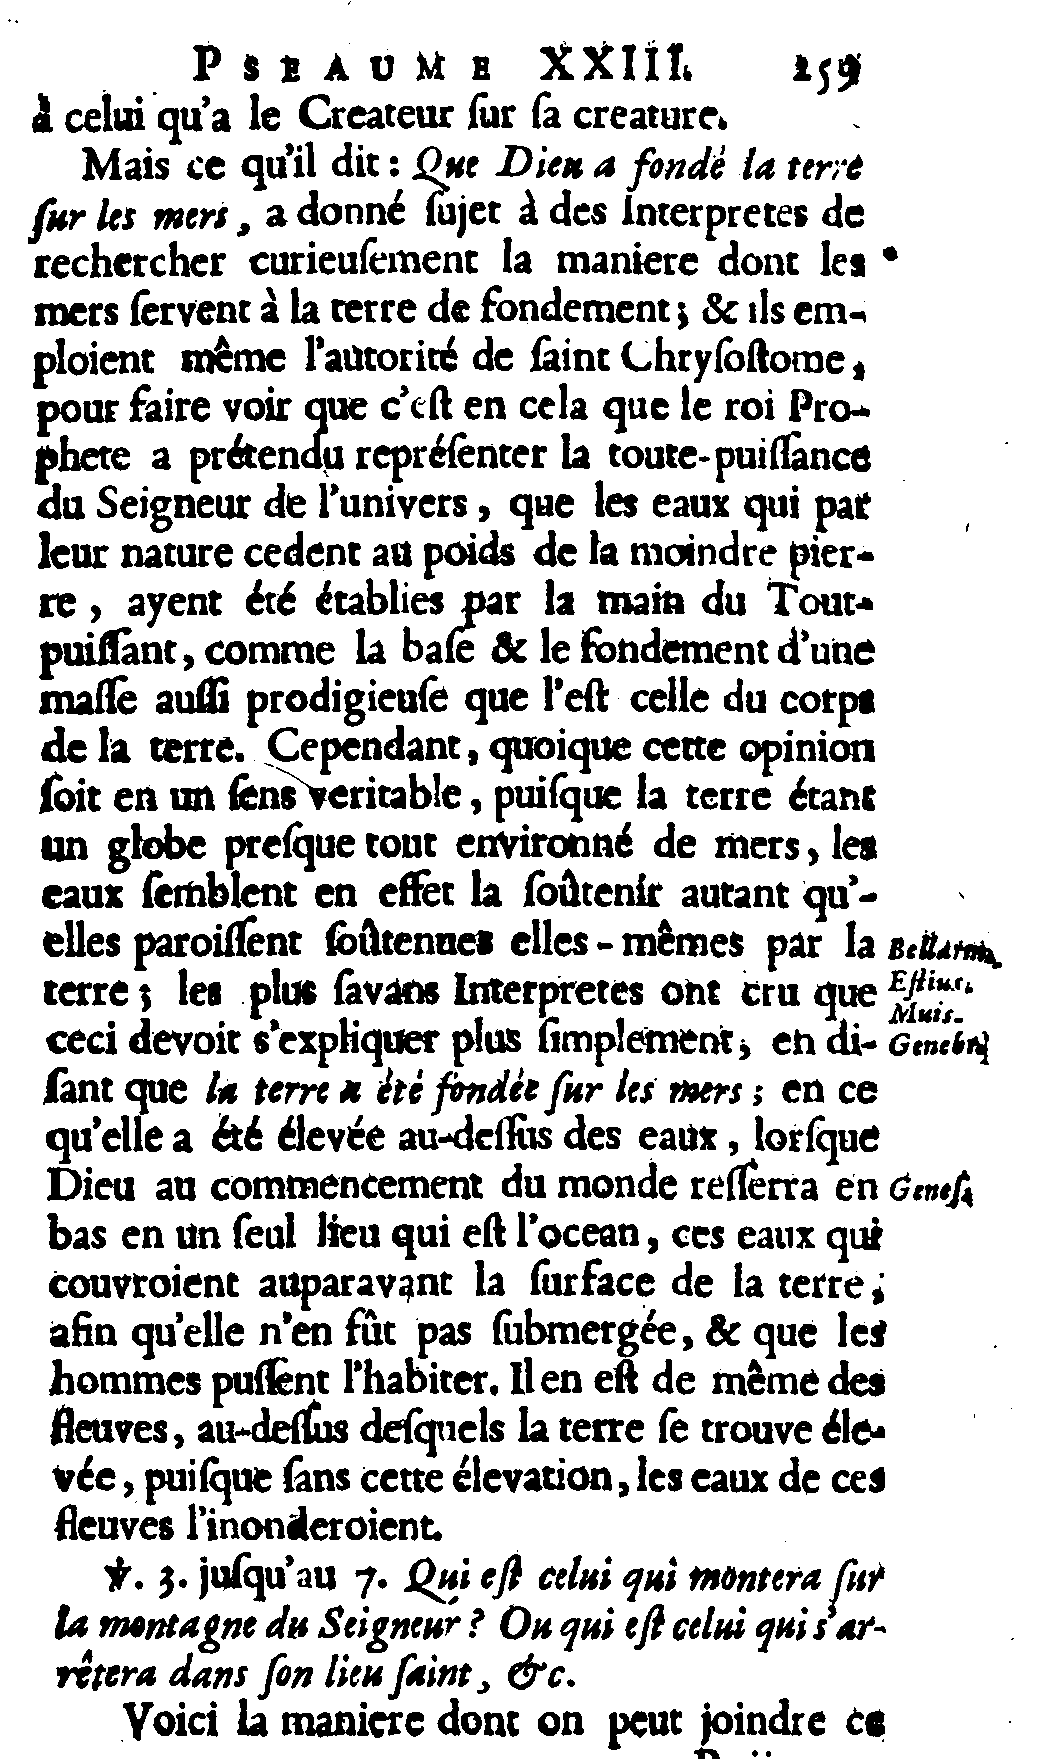 PSEAUME XXIII. 259
à celui qu'a le Createur ſur ſa creature.
Mais ce qu'il dit : Que Dieu a fondé la terre
ſur les mers, a donné ſujet à des Interpretes de
rechercher curieuſement la maniere dont les
mers ſervent à la terre de fondement ; & ils em-
ploient même l'autorité de ſaint Chryſoſtome,
pour faire voir que c'eſt en cela que le roi Pro-
phete a prétendu repréſenter la toute-puiſſance
du Seigneur de l'univers, que les eaux qui par
leur nature cedent au poids de la moindre pier-
re, ayent été établies par la main du Tout-
puiſſant, comme la baſe & le fondement d'une
maſſe auſſi prodigieuſe que l'eſt celle du corps
de la terre. Cependant, quoique cette opinion
ſoit en un ſens veritable, puiſque la terre étant
un globe preſque tout environné de mers, les
eaux ſemblent en effet la ſoûtenir autant qu'-
elles paroiſſent ſoûtenues elles-mêmes par la
Bellarm.
terre ; les plus ſavans Interpretes ont cru que
Eſtius.
Muis.
ceci devoit s'expliquer plus ſimplement, en di-
Genebr.
ſant que la terre a été fondée ſur les mers ; en ce
qu'elle a été élevée au-deſſus des eaux, lorſque
Dieu au commencement du monde reſſerra en
Geneſ.
bas en un ſeul lieu qui eſt l'ocean, ces eaux qui
couvroient auparavant la ſurface de la terre ;
afin qu'elle n'en fût pas ſubmergée, & que les
hommes puſſent l'habiter. Il en eſt de même des
fleuves, au-deſſus deſquels la terre ſe trouve éle-
vée, puiſque ſans cette élevation, les eaux de ces
fleuves l'inonderoient.
℣. 3. juſqu'au 7. Qui eſt celui qui montera ſur
la montagne du Seigneur ? Ou qui eſt celui qui s'ar-
rêtera dans ſon lieu ſaint, &c.
Voici la maniere dont on peut joindre ce